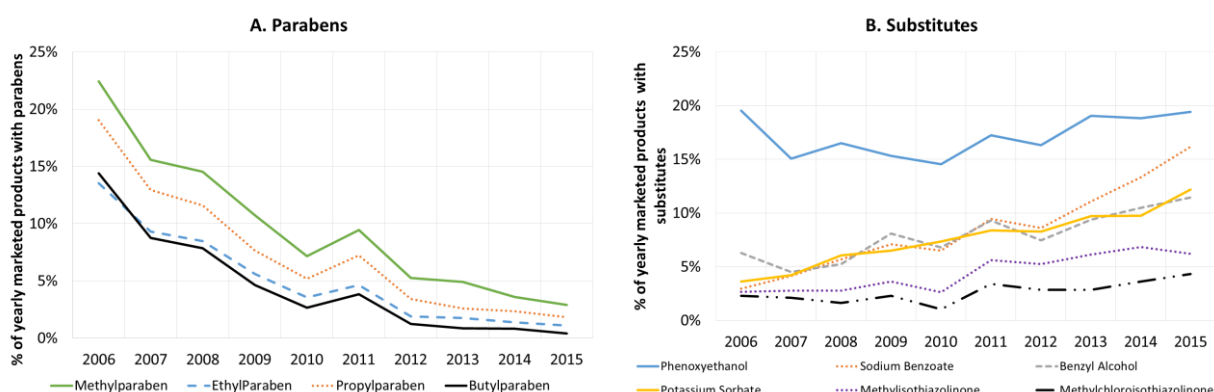 A. Parabens
% of yearly marketed products with parabens
25%
20%
15%
10%
5%
0%
2006 2007 2008 2009 2010 2011 2012 2013 2014 2015
Methylparaben EthylParaben Propylparaben Butylparaben
B. Substitutes
% of yearly marketed products with
substitutes
25%
20%
15%
10%
5%
0%
2006 2007 2008 2009 2010 2011 2012 2013 2014 2015
Phenoxyethanol Sodium Benzoate Benzyl Alcohol
Potassium Sorbate Methylisothiazolinone Methylchloroisothiazolinone